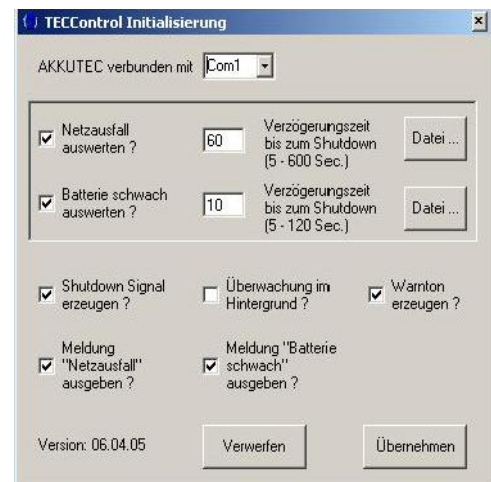 TECControl Initialisierung
AKKUTEC verbunden mit Com1
Netzausfall
auswerten ?
60
Verzögerungszeit
bis zum Shutdown
(5 - 600 Sec.)
Datei ...
Batterie schwach
auswerten ?
10
Verzögerungszeit
bis zum Shutdown
(5 - 120 Sec.)
Datei ...
Shutdown Signal
erzeugen ?
Überwachung im
Hintergrund ?
Warnton
erzeugen ?
Meldung
"Netzausfall"
ausgeben ?
Meldung "Batterie
schwach"
ausgeben ?
Version: 06.04.05
Verwerfen
Übernehmen